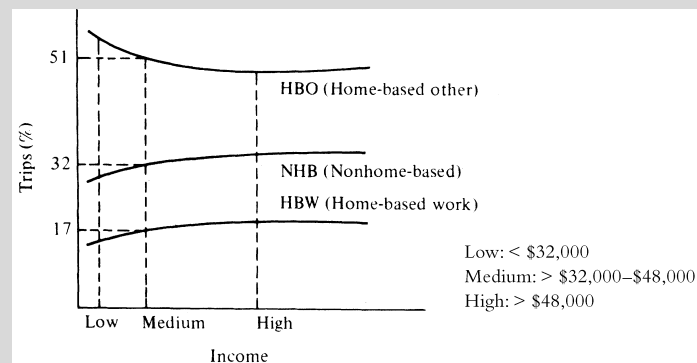 51
HBO (Home-based other)
Trips (%)
32
NHB (Nonhome-based)
HBW (Home-based work)
17
Low: < $32,000
Medium: > $32,000–$48,000
High: > $48,000
Low Medium High
Income